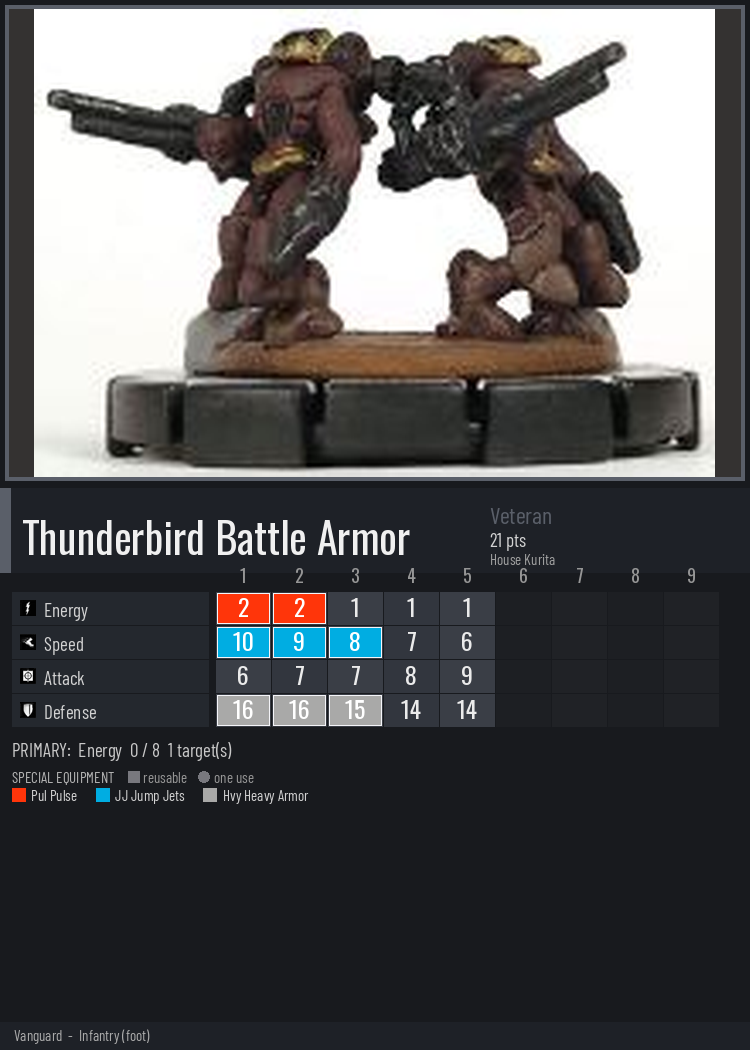 Thunderbird Battle Armor
Veteran
21 pts
House Kurita
1 2 3 4 5 6 7 8 9
Energy 2 2 1 1 1
Speed 10 9 8 7 6
Attack 6 7 7 8 9
Defense 16 16 15 14 14
PRIMARY: Energy 0 / 8 1 target(s)
SPECIAL EQUIPMENT reusable one use
Pul Pulse JJ Jump Jets Hvy Heavy Armor
Vanguard - Infantry (foot)